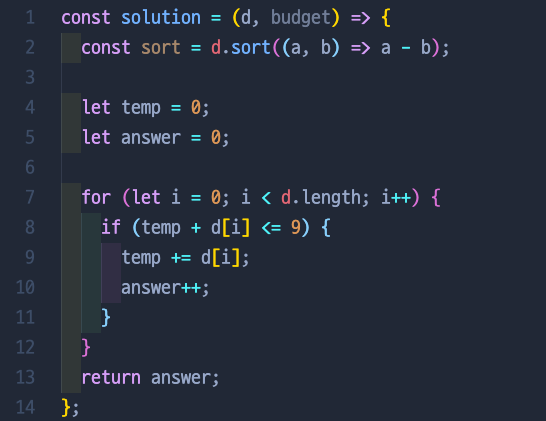 1 const solution = (d, budget) => {
2 const sort = d.sort((a, b) => a - b);
3
4 let temp = 0;
5 let answer = 0;
6
7 for (let i = 0; i < d.length; i++) {
8 if (temp + d[i] <= 9) {
9 temp += d[i];
10 answer++;
11 }
12 }
13 return answer;
14 };